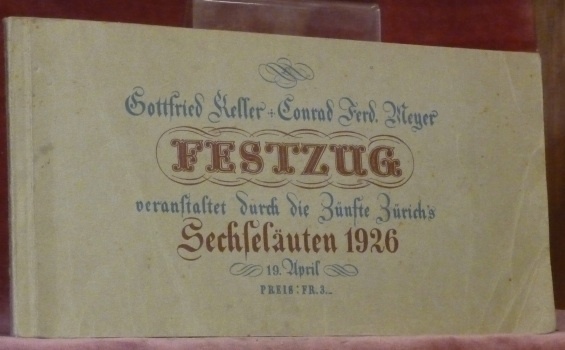 Gottfried Keller + Conrad Ferd. Meyer
FESTZUG
veranstaltet durch die Zünfte Zürich's
Sechseläuten 1926
19. April
PREIS: FR. 3._